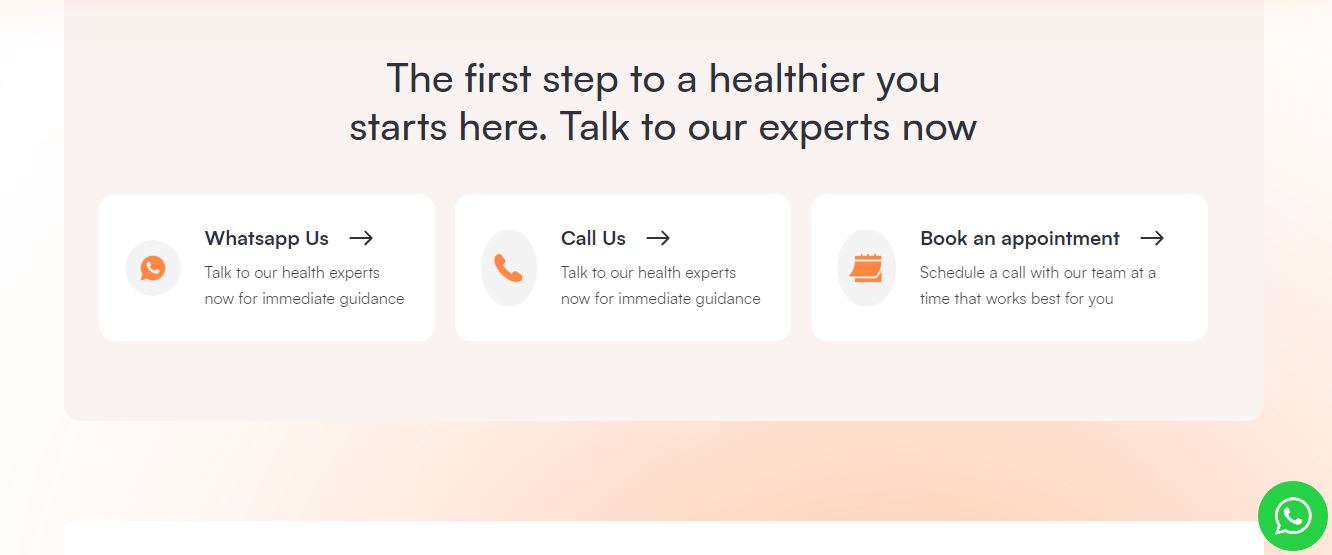 The first step to a healthier you
starts here. Talk to our experts now
Whatsapp Us
Talk to our health experts
now for immediate guidance
Call Us
Talk to our health experts
now for immediate guidance
Book an appointment
Schedule a call with our team at a
time that works best for you